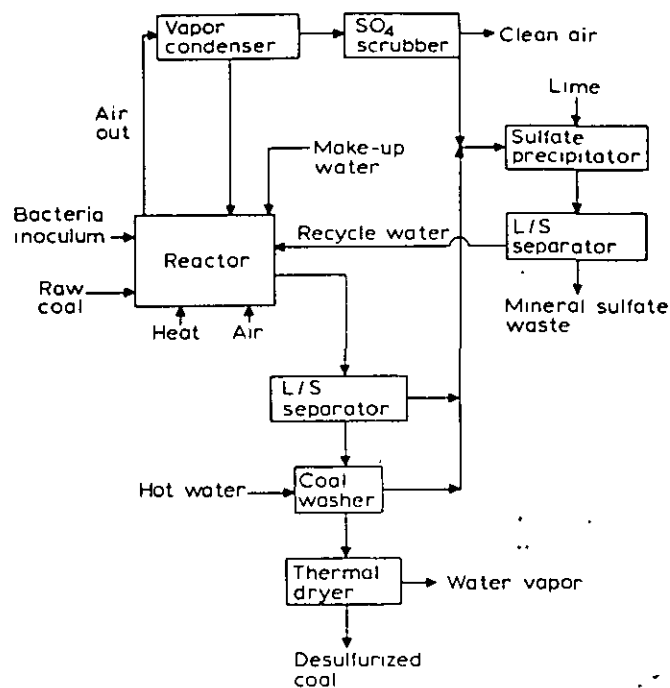 Vapor
condenser
SO4
scrubber
Clean air
Lime
Air
out
Sulfate
precipitator
Make-up
water
Bacteria
inoculum
Recycle water
L/S
separator
Reactor
Raw
coal
Mineral sulfate
waste
Heat
Air
L/S
separator
Hot water
Coal
washer
Thermal
dryer
Water vapor
Desulfurized
coal